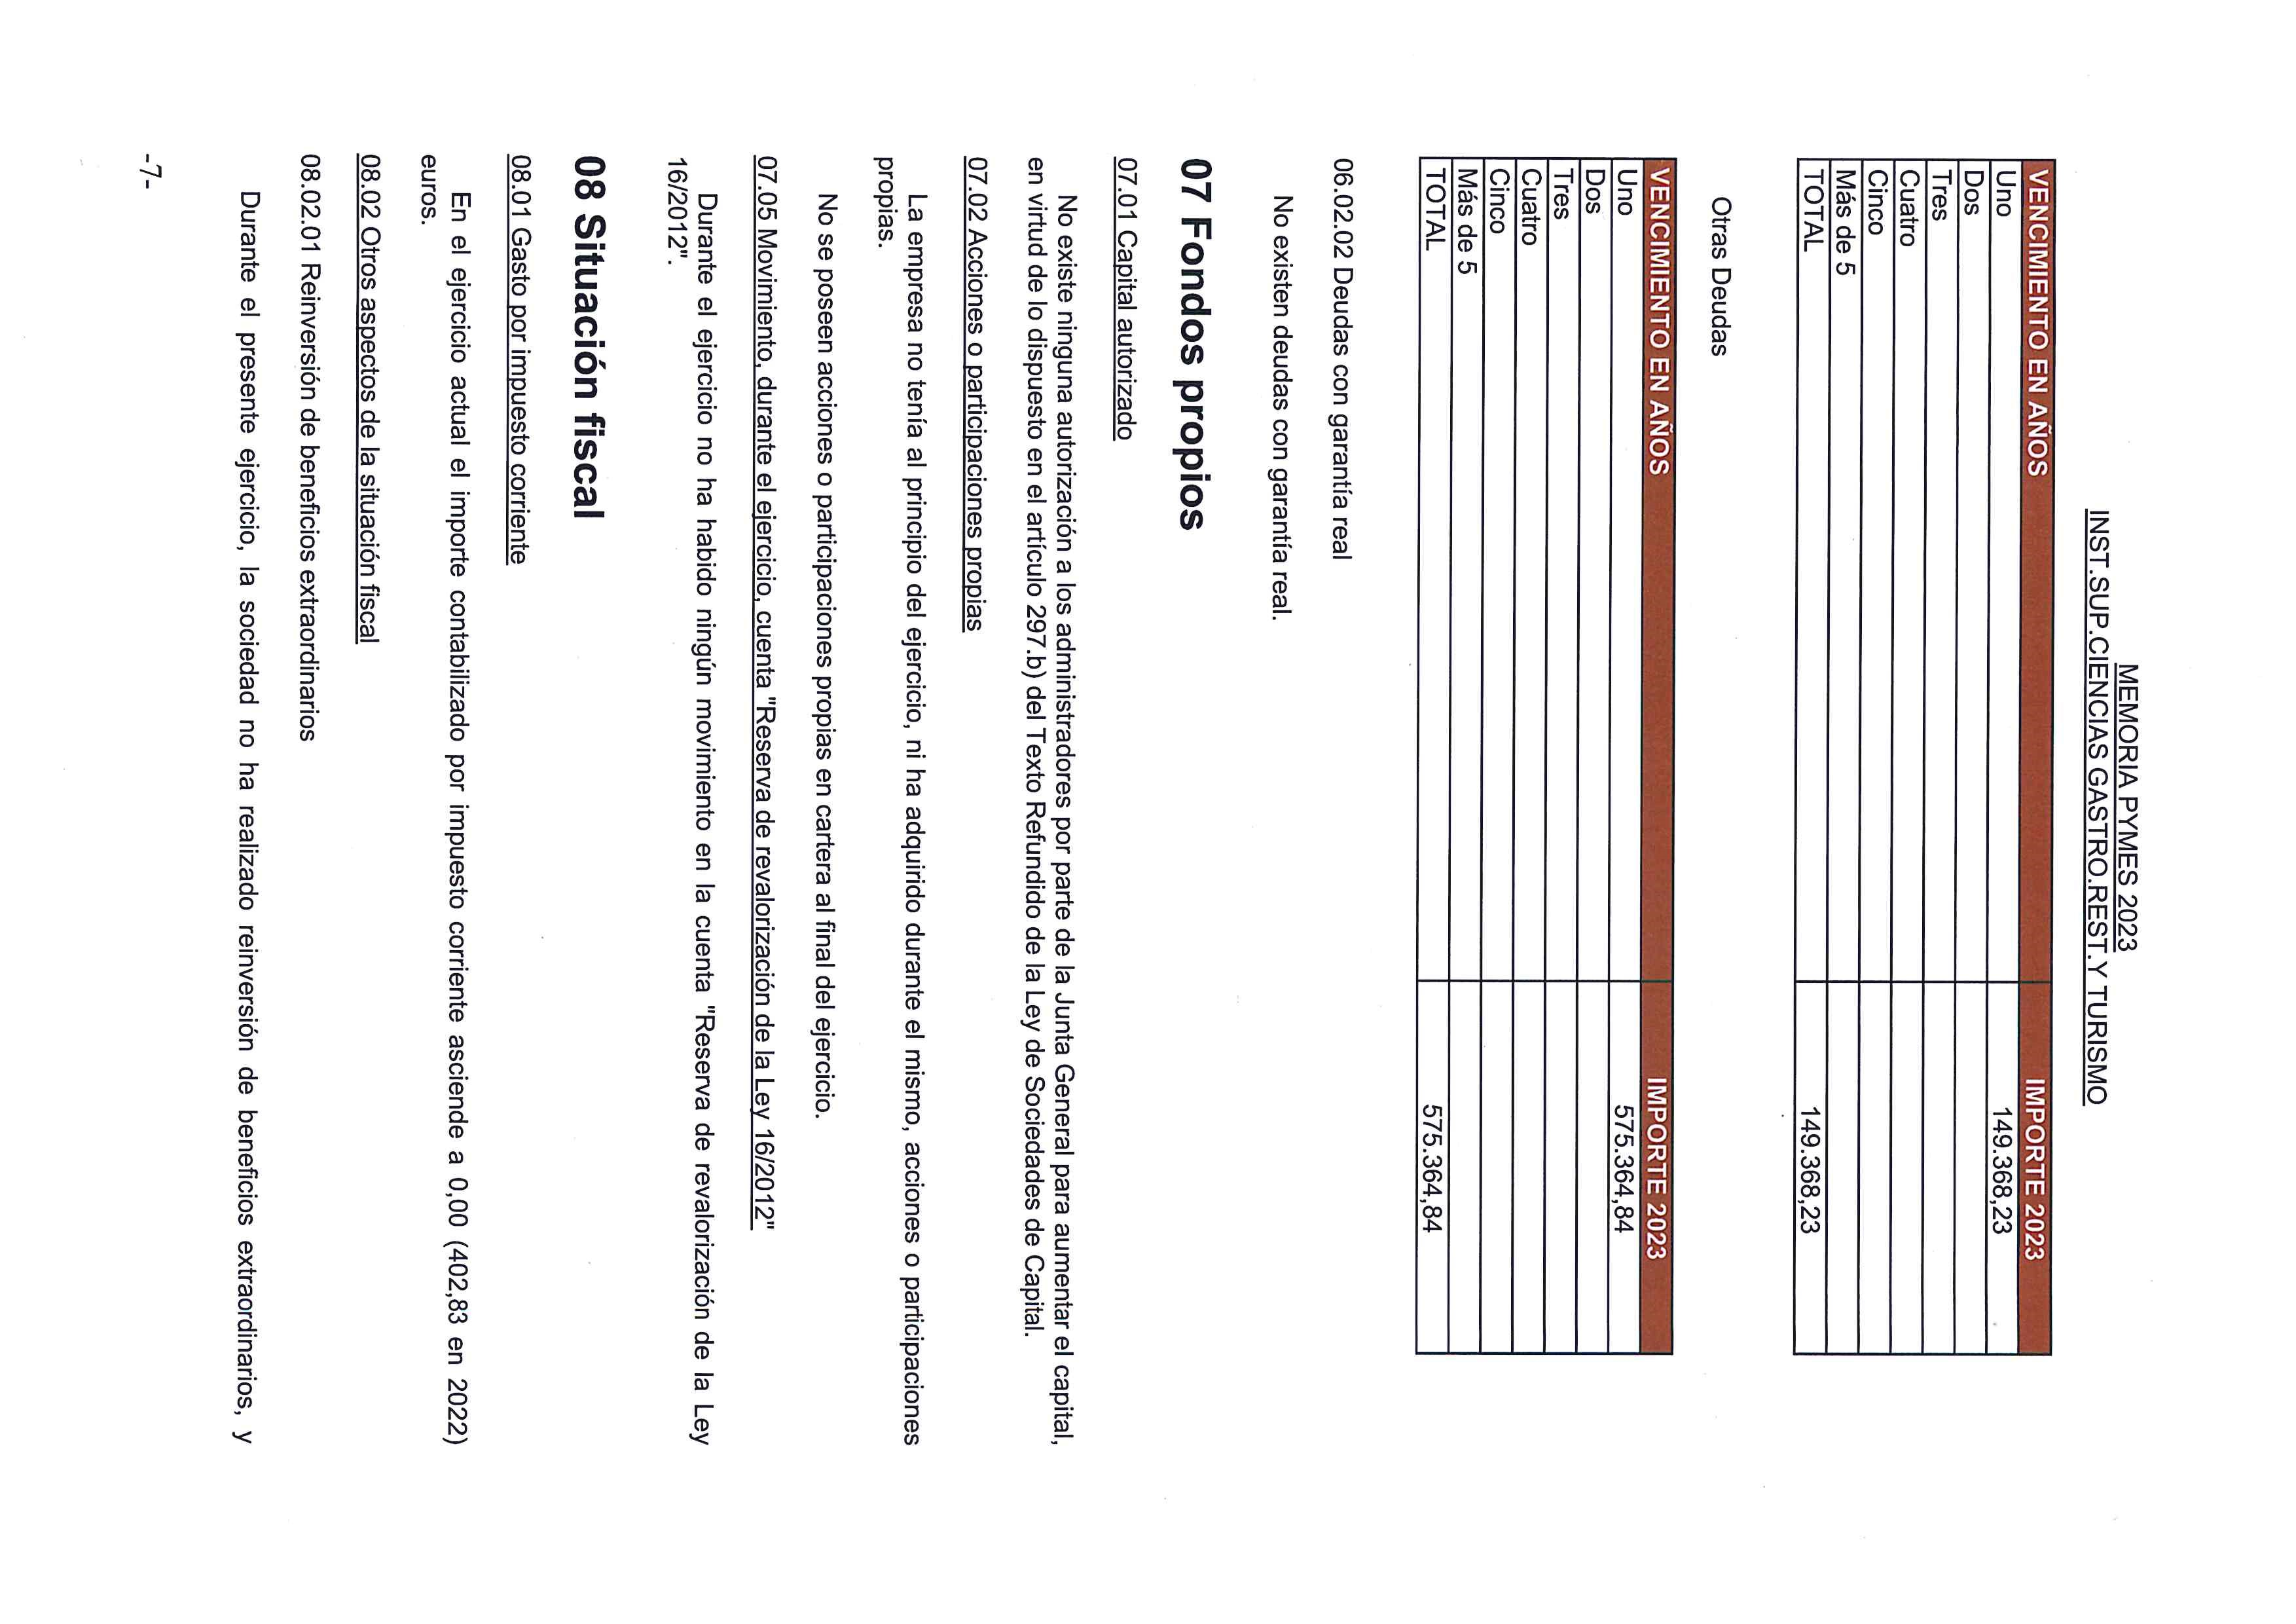 MEMORIA PYMES 2023
INST.SUP.CIENCIAS GASTRO.REST.Y TURISMO
VENCIMIENTO EN AÑOS IMPORTE 2023
Uno 149.368,23
Dos
Tres
Cuatro
Cinco
Más de 5
TOTAL 149.368,23
Otras Deudas
VENCIMIENTO EN AÑOS IMPORTE 2023
Uno 575.364,84
Dos
Tres
Cuatro
Cinco
Más de 5
TOTAL 575.364,84
06.02.02 Deudas con garantía real
No existen deudas con garantía real.
07 Fondos propios
07.01 Capital autorizado
No existe ninguna autorización a los administradores por parte de la Junta General para aumentar el capital,
en virtud de lo dispuesto en el artículo 297.b) del Texto Refundido de la Ley de Sociedades de Capital.
07.02 Acciones o participaciones propias
La empresa no tenía al principio del ejercicio, ni ha adquirido durante el mismo, acciones o participaciones
propias.
No se poseen acciones o participaciones propias en cartera al final del ejercicio.
07.05 Movimiento, durante el ejercicio, cuenta "Reserva de revalorización de la Ley 16/2012"
Durante el ejercicio no ha habido ningún movimiento en la cuenta "Reserva de revalorización de la Ley
16/2012".
08 Situación fiscal
08.01 Gasto por impuesto corriente
En el ejercicio actual el importe contabilizado por impuesto corriente asciende a 0,00 (402,83 en 2022)
euros.
08.02 Otros aspectos de la situación fiscal
08.02.01 Reinversión de beneficios extraordinarios
Durante el presente ejercicio, la sociedad no ha realizado reinversión de beneficios extraordinarios, y
-7-